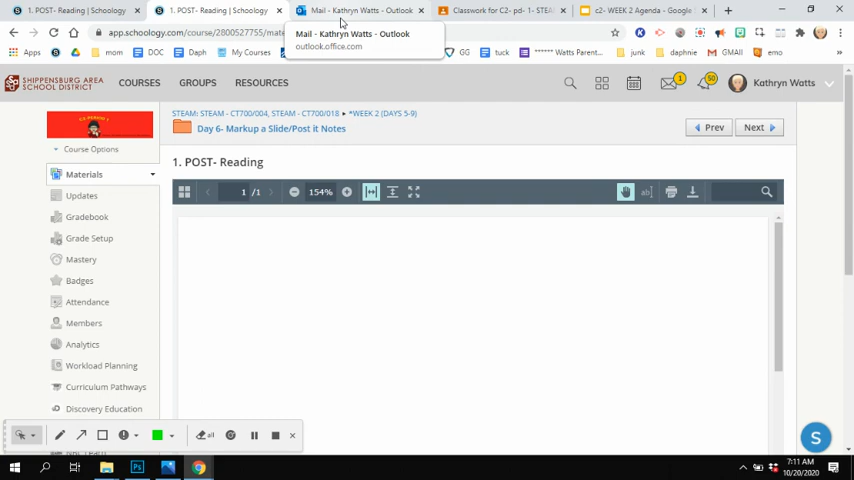 1. POST- Reading | Schoology
1. POST- Reading | Schoology
Mail - Kathryn Watts - Outlook
Classwork for C2- pd- 1- STEA
c2- WEEK 2 Agenda - Google
app.schoology.com/course/2800527755/mate
Mail - Kathryn Watts - Outlook
outlook.office.com
Apps
mom
DOC
Daph
My Courses
GG
Unit
****** Watts Parent...
junk
daphnie
GMAIL
emo
SHIPPENSBURG AREA
SCHOOL DISTRICT
COURSES
GROUPS
RESOURCES
1
50
Kathryn Watts
STEAM: STEAM - CT700/004, STEAM - CT700/018 ▸ *WEEK 2 (DAYS 5-9)
Day 6- Markup a Slide/Post it Notes
Prev
Next
Course Options
1. POST- Reading
Materials
1 /1
154%
ab
Updates
Gradebook
Grade Setup
Mastery
Badges
Attendance
Members
Analytics
Workload Planning
Curriculum Pathways
Discovery Education
all
S
7:11 AM
10/20/2020